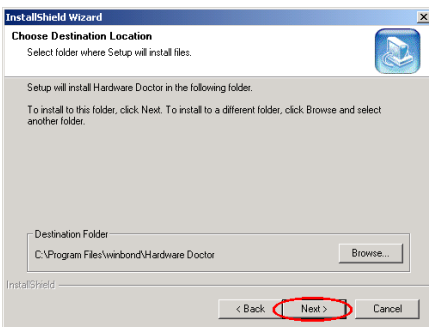 InstallShield Wizard
Choose Destination Location
Select folder where Setup will install files.
Setup will install Hardware Doctor in the following folder.
To install to this folder, click Next. To install to a different folder, click Browse and select
another folder.
Destination Folder
C:\Program Files\winbond\Hardware Doctor
Browse...
InstallShield
< Back
Next >
Cancel